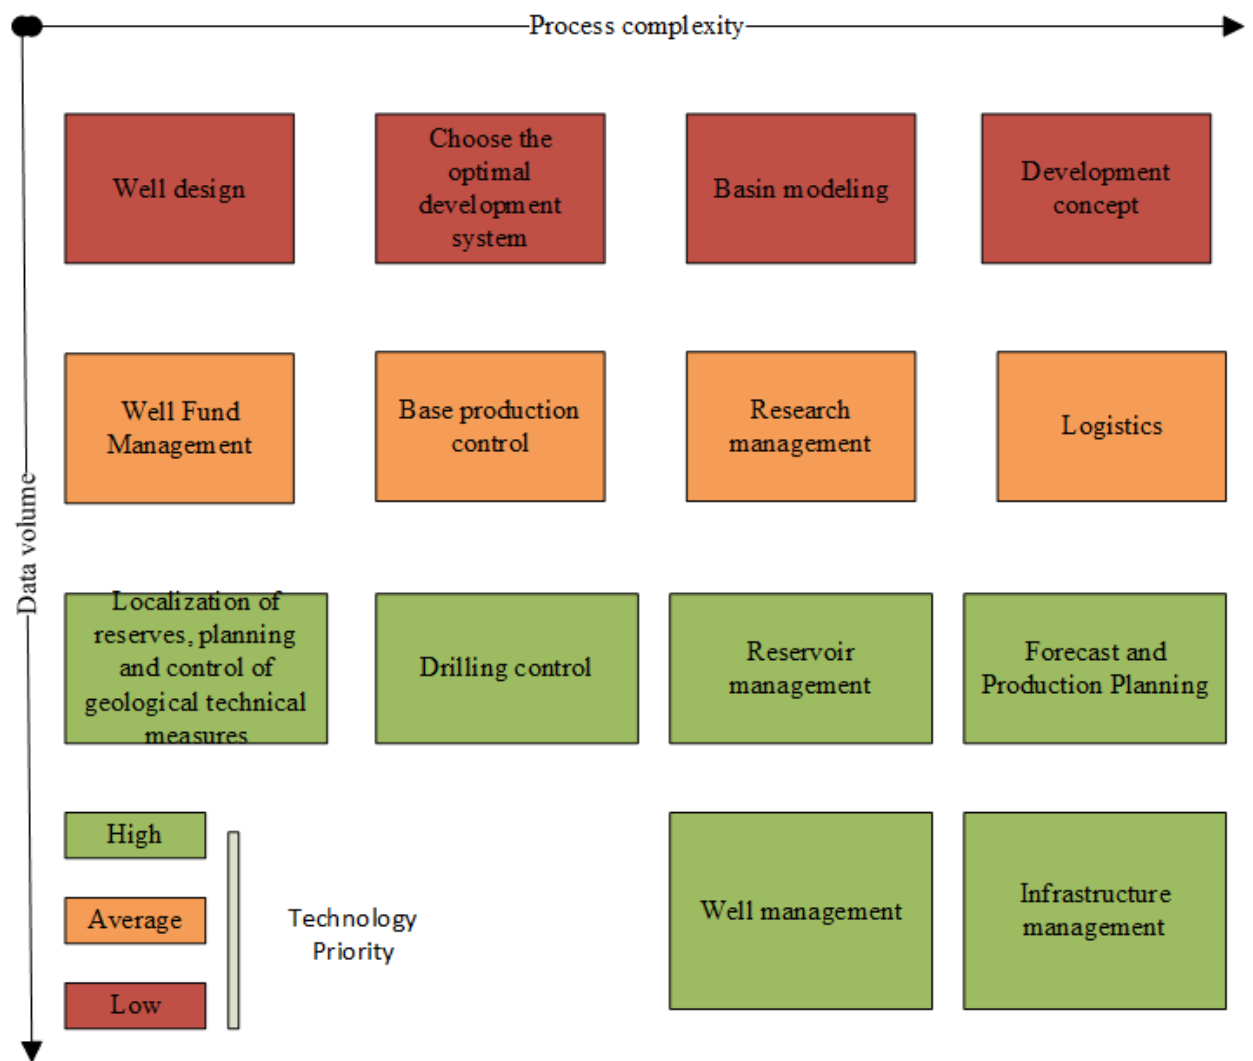 Process complexity
Data volume
Well design
Choose the
optimal
development
system
Basin modeling
Development
concept
Well Fund
Management
Base production
control
Research
management
Logistics
Localization of
reserves, planning
and control of
geological technical
measures
Drilling control
Reservoir
management
Forecast and
Production Planning
High
Average
Low
Technology
Priority
Well management
Infrastructure
management